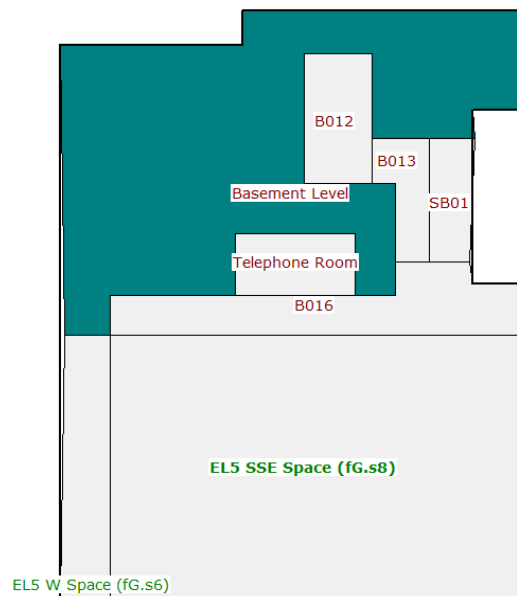 B012
B013
Basement Level
SB01
Telephone Room
B016
EL5 SSE Space (fG.s8)
EL5 W Space (fG.s6)